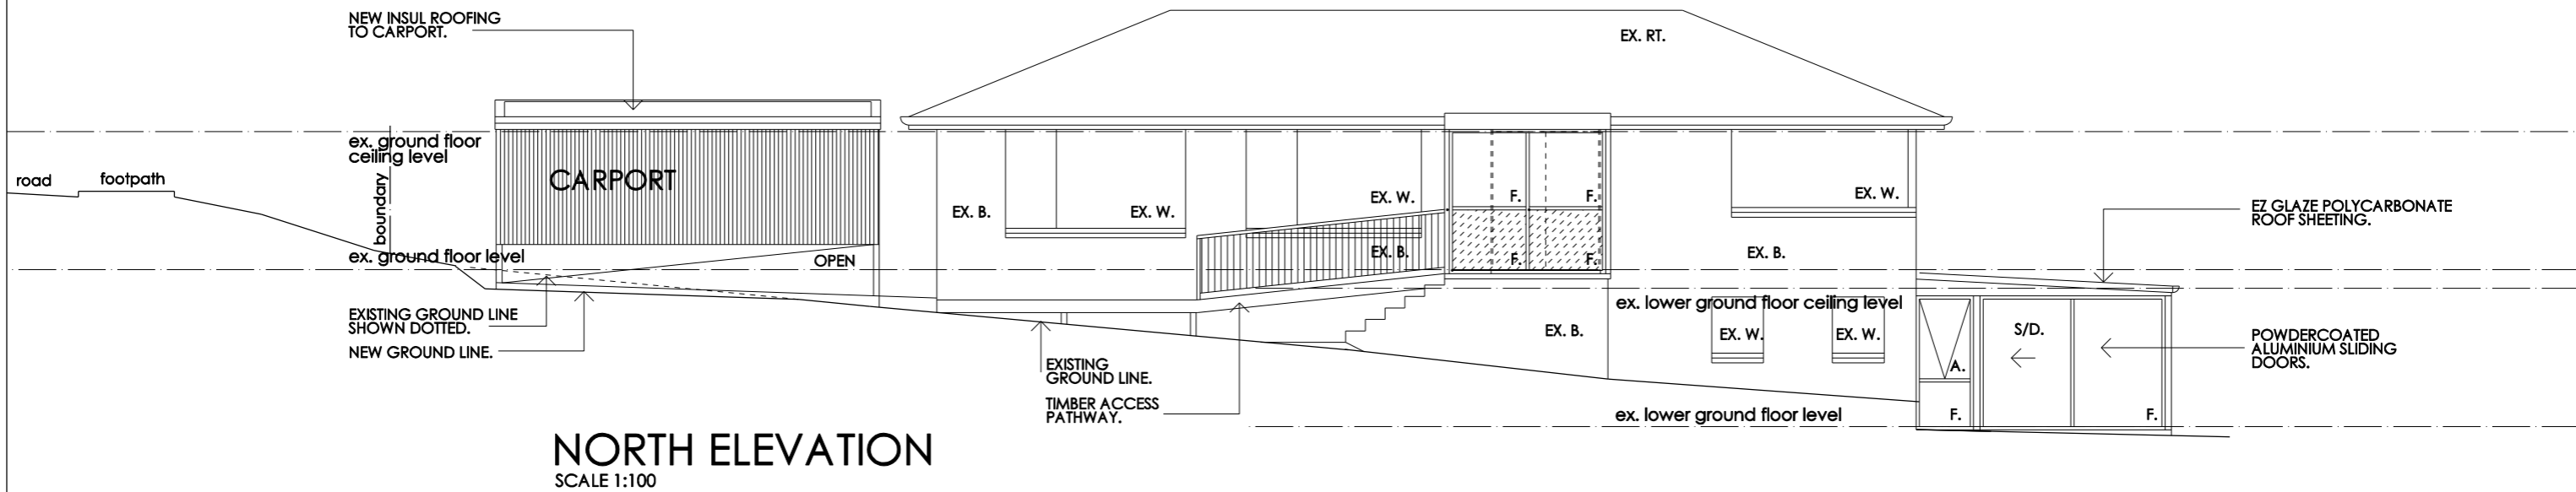 NEW INSUL ROOFING
TO CARPORT.
EX. RT.
ex. ground floor
ceiling level
road
footpath
boundary
CARPORT
EX. B.
EX. W.
EX. W.
F.
F.
EX. W.
EZ GLAZE POLYCARBONATE
ROOF SHEETING.
ex. ground floor level
OPEN
EX. B.
F.
F.
EX. B.
EXISTING GROUND LINE
SHOWN DOTTED.
NEW GROUND LINE.
ex. lower ground floor ceiling level
EX. B.
EX. W.
EX. W.
S/D.
POWDERCOATED
ALUMINIUM SLIDING
DOORS.
EXISTING
GROUND LINE.
A.
TIMBER ACCESS
PATHWAY.
ex. lower ground floor level
F.
F.
NORTH ELEVATION
SCALE 1:100